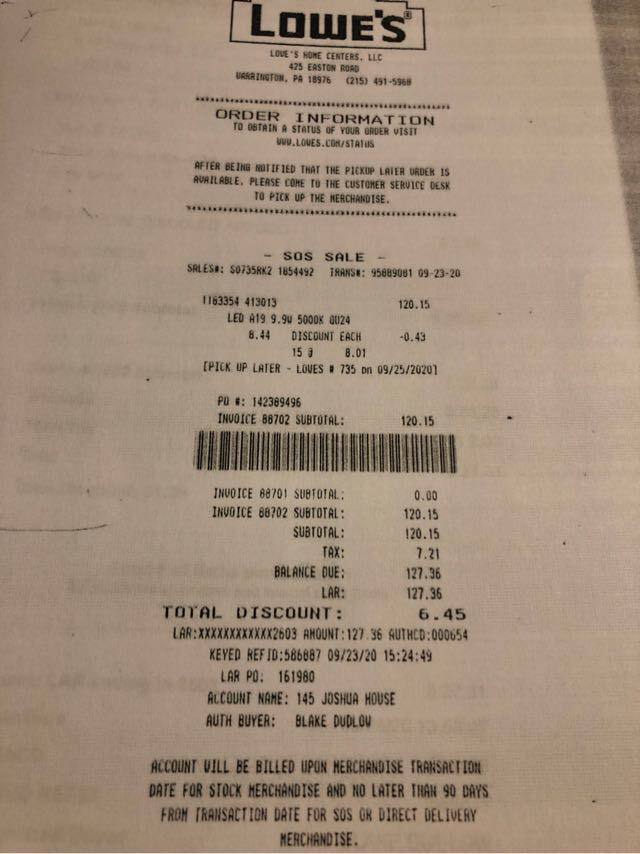 LOWE'S®
LOWE'S HOME CENTERS, LLC
425 EASTON ROAD
WARRINGTON, PA 18976 (215) 491-5968
ORDER INFORMATION
TO OBTAIN A STATUS OF YOUR ORDER VISIT
WWW.LOWES.COM/STATUS
AFTER BEING NOTIFIED THAT THE PICKUP LATER ORDER IS
AVAILABLE, PLEASE COME TO THE CUSTOMER SERVICE DESK
TO PICK UP THE MERCHANDISE.
- SOS SALE -
SALES#: S0735RK2 1854492 TRANS#: 95889081 09-23-20
1163354 413013 120.15
LED A19 9.9W 5000K GU24
8.44 DISCOUNT EACH -0.43
15 @ 8.01
[PICK UP LATER - LOWES # 735 on 09/25/2020]
PO #: 142389496
INVOICE 88702 SUBTOTAL: 120.15
INVOICE 88701 SUBTOTAL: 0.00
INVOICE 88702 SUBTOTAL: 120.15
SUBTOTAL: 120.15
TAX: 7.21
BALANCE DUE: 127.36
LAR: 127.36
TOTAL DISCOUNT: 6.45
LAR:XXXXXXXXXXXX2603 AMOUNT:127.36 AUTHCD:000654
KEYED REFID:586887 09/23/20 15:24:49
LAR PO: 161980
ACCOUNT NAME: 145 JOSHUA HOUSE
AUTH BUYER: BLAKE DUDLOW
ACCOUNT WILL BE BILLED UPON MERCHANDISE TRANSACTION
DATE FOR STOCK MERCHANDISE AND NO LATER THAN 90 DAYS
FROM TRANSACTION DATE FOR SOS OR DIRECT DELIVERY
MERCHANDISE.